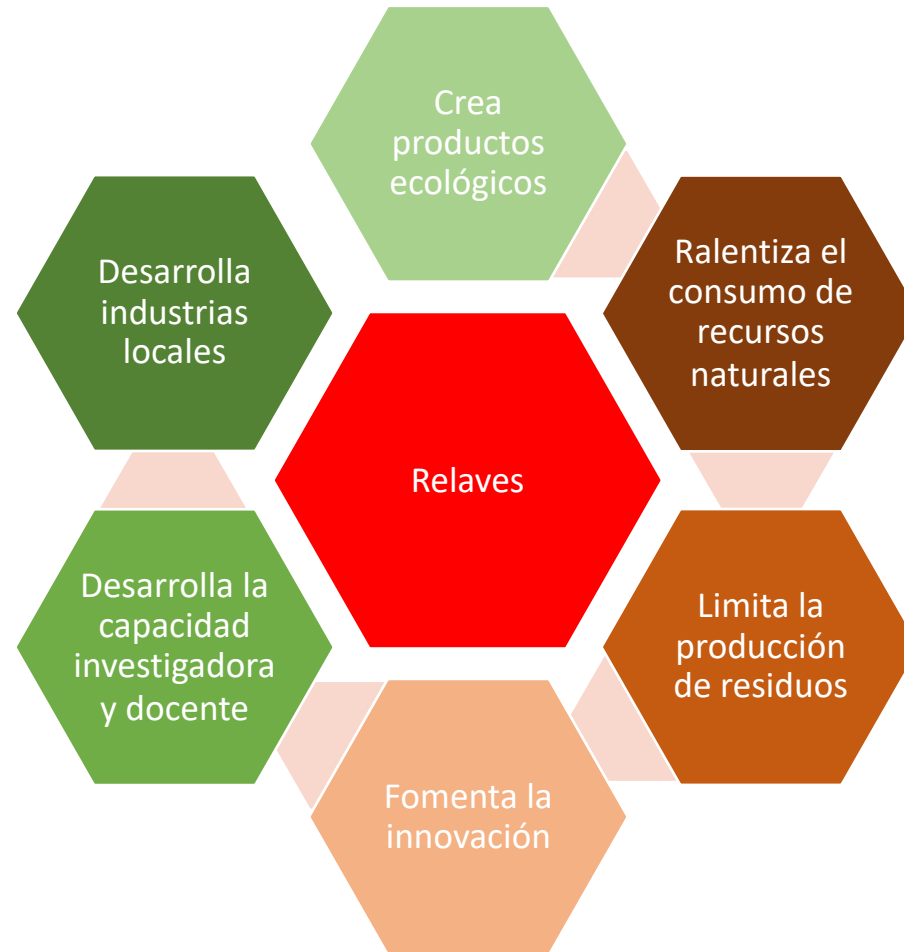 Crea
productos
ecológicos
Ralentiza el
consumo de
recursos
naturales
Limita la
producción
de residuos
Fomenta la
innovación
Desarrolla la
capacidad
investigadora
y docente
Desarrolla
industrias
locales
Relaves